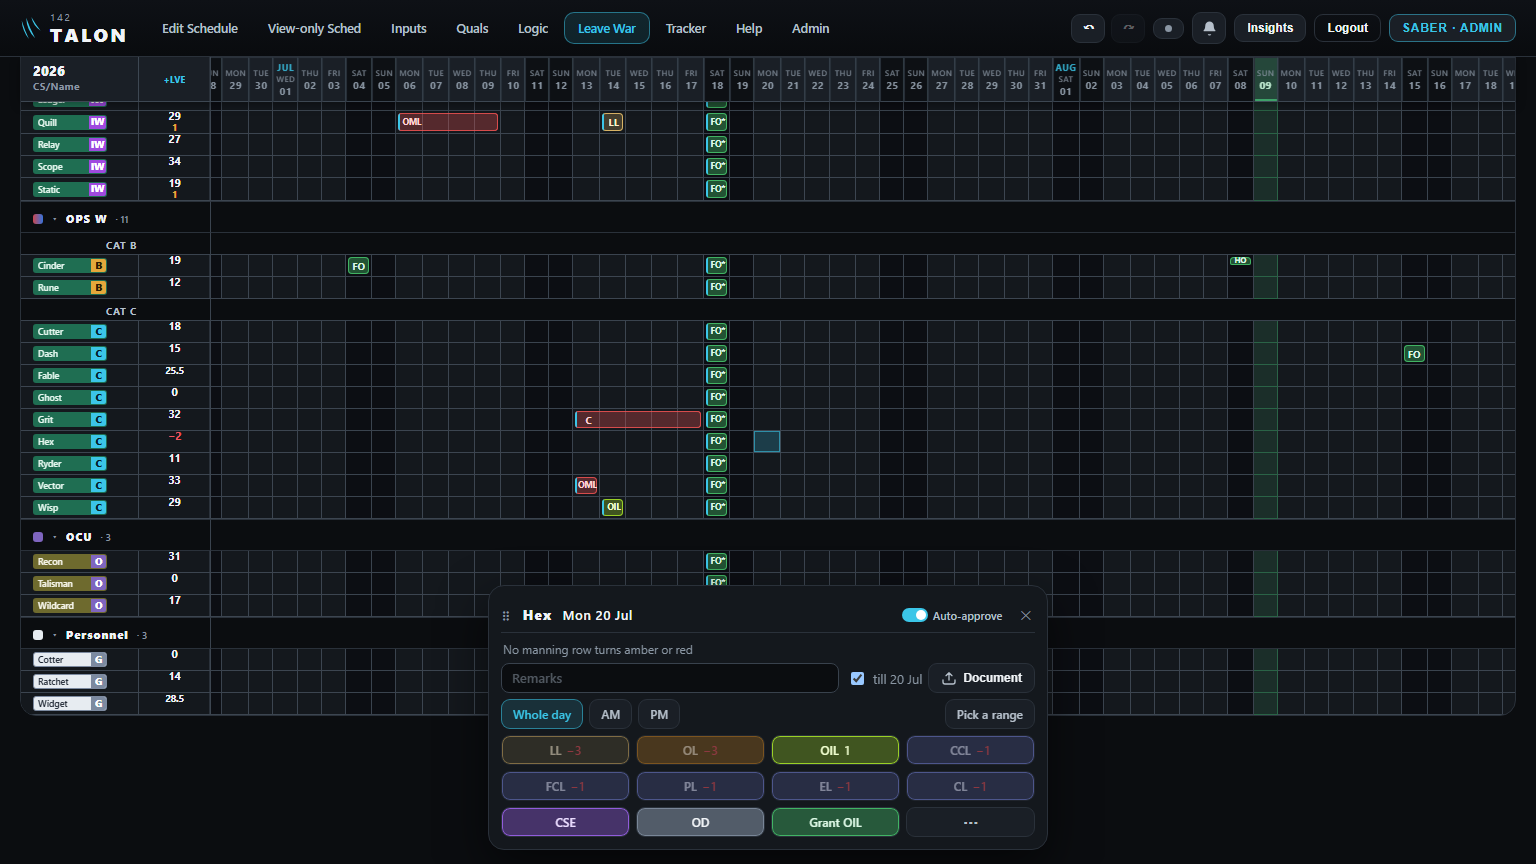 142
TALON
Edit Schedule
View-only Sched
Inputs
Quals
Logic
Leave War
Tracker
Help
Admin
Insights
Logout
SABER · ADMIN
2026
CS/Name
+LVE
8
MON 29
TUE 30
JUL WED 01
THU 02
FRI 03
SAT 04
SUN 05
MON 06
TUE 07
WED 08
THU 09
FRI 10
SAT 11
SUN 12
MON 13
TUE 14
WED 15
THU 16
FRI 17
SAT 18
SUN 19
MON 20
TUE 21
WED 22
THU 23
FRI 24
SAT 25
SUN 26
MON 27
TUE 28
WED 29
THU 30
FRI 31
AUG SAT 01
SUN 02
MON 03
TUE 04
WED 05
THU 06
FRI 07
SAT 08
SUN 09
MON 10
TUE 11
WED 12
THU 13
FRI 14
SAT 15
SUN 16
MON 17
TUE 18
Quill IW 29 1 OML LL FO*
Relay IW 27 FO*
Scope IW 34 FO*
Static IW 19 1 FO*
OPS W · 11
CAT B
Cinder B 19 FO FO* HO
Rune B 12 FO*
CAT C
Cutter C 18 FO*
Dash C 15 FO* FO
Fable C 25.5 FO*
Ghost C 0 FO*
Grit C 32 C FO*
Hex C −2 FO*
Ryder C 11 FO*
Vector C 33 OML FO*
Wisp C 29 OIL FO*
OCU · 3
Recon O 31 FO*
Talisman O 0 FO*
Wildcard O 17
Personnel · 3
Cotter G 0
Ratchet G 14
Widget G 28.5
Hex Mon 20 Jul
Auto-approve
No manning row turns amber or red
Remarks
till 20 Jul
Document
Whole day
AM
PM
Pick a range
LL −3
OL −3
OIL 1
CCL −1
FCL −1
PL −1
EL −1
CL −1
CSE
OD
Grant OIL
---